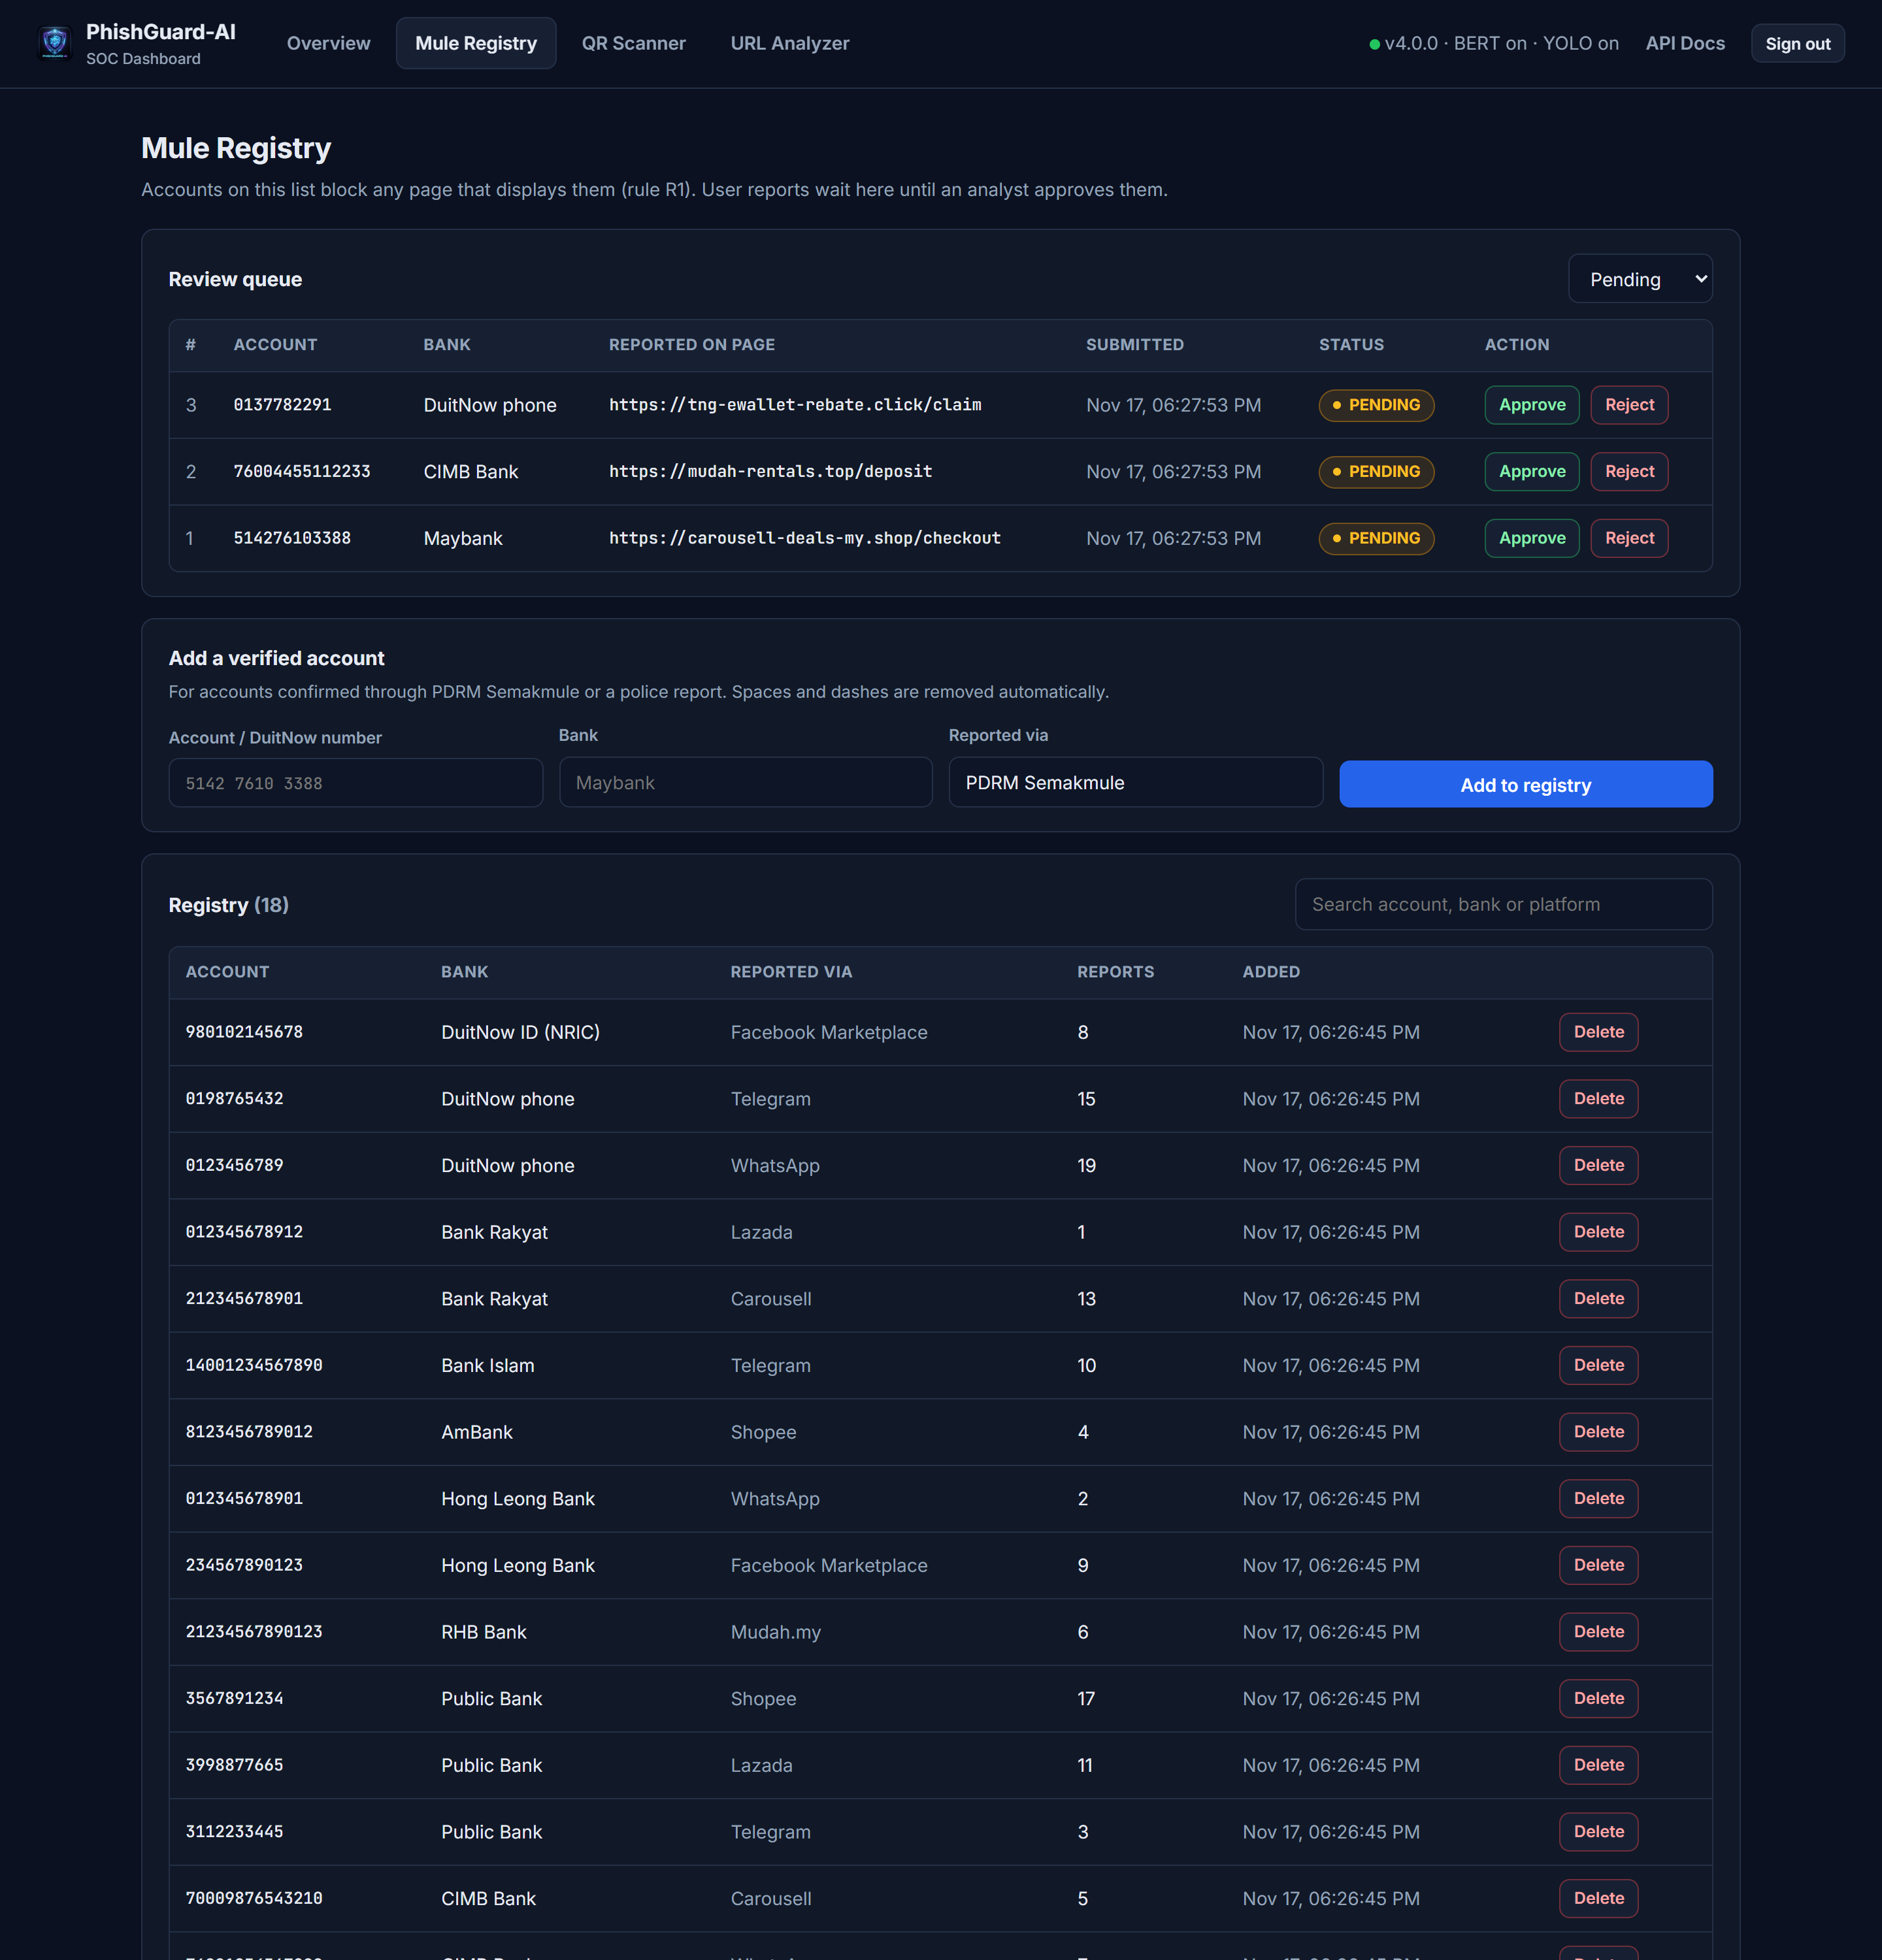 PhishGuard-AI
SOC Dashboard
Overview
Mule Registry
QR Scanner
URL Analyzer
v4.0.0 · BERT on · YOLO on
API Docs
Sign out
Mule Registry
Accounts on this list block any page that displays them (rule R1). User reports wait here until an analyst approves them.
Review queue
Pending
# ACCOUNT BANK REPORTED ON PAGE SUBMITTED STATUS ACTION
3 0137782291 DuitNow phone https://tng-ewallet-rebate.click/claim Nov 17, 06:27:53 PM PENDING Approve Reject
2 76004455112233 CIMB Bank https://mudah-rentals.top/deposit Nov 17, 06:27:53 PM PENDING Approve Reject
1 514276103388 Maybank https://carousell-deals-my.shop/checkout Nov 17, 06:27:53 PM PENDING Approve Reject
Add a verified account
For accounts confirmed through PDRM Semakmule or a police report. Spaces and dashes are removed automatically.
Account / DuitNow number Bank Reported via
5142 7610 3388 Maybank PDRM Semakmule Add to registry
Registry (18)
Search account, bank or platform
ACCOUNT BANK REPORTED VIA REPORTS ADDED
980102145678 DuitNow ID (NRIC) Facebook Marketplace 8 Nov 17, 06:26:45 PM Delete
0198765432 DuitNow phone Telegram 15 Nov 17, 06:26:45 PM Delete
0123456789 DuitNow phone WhatsApp 19 Nov 17, 06:26:45 PM Delete
012345678912 Bank Rakyat Lazada 1 Nov 17, 06:26:45 PM Delete
212345678901 Bank Rakyat Carousell 13 Nov 17, 06:26:45 PM Delete
14001234567890 Bank Islam Telegram 10 Nov 17, 06:26:45 PM Delete
8123456789012 AmBank Shopee 4 Nov 17, 06:26:45 PM Delete
012345678901 Hong Leong Bank WhatsApp 2 Nov 17, 06:26:45 PM Delete
234567890123 Hong Leong Bank Facebook Marketplace 9 Nov 17, 06:26:45 PM Delete
21234567890123 RHB Bank Mudah.my 6 Nov 17, 06:26:45 PM Delete
3567891234 Public Bank Shopee 17 Nov 17, 06:26:45 PM Delete
3998877665 Public Bank Lazada 11 Nov 17, 06:26:45 PM Delete
3112233445 Public Bank Telegram 3 Nov 17, 06:26:45 PM Delete
70009876543210 CIMB Bank Carousell 5 Nov 17, 06:26:45 PM Delete